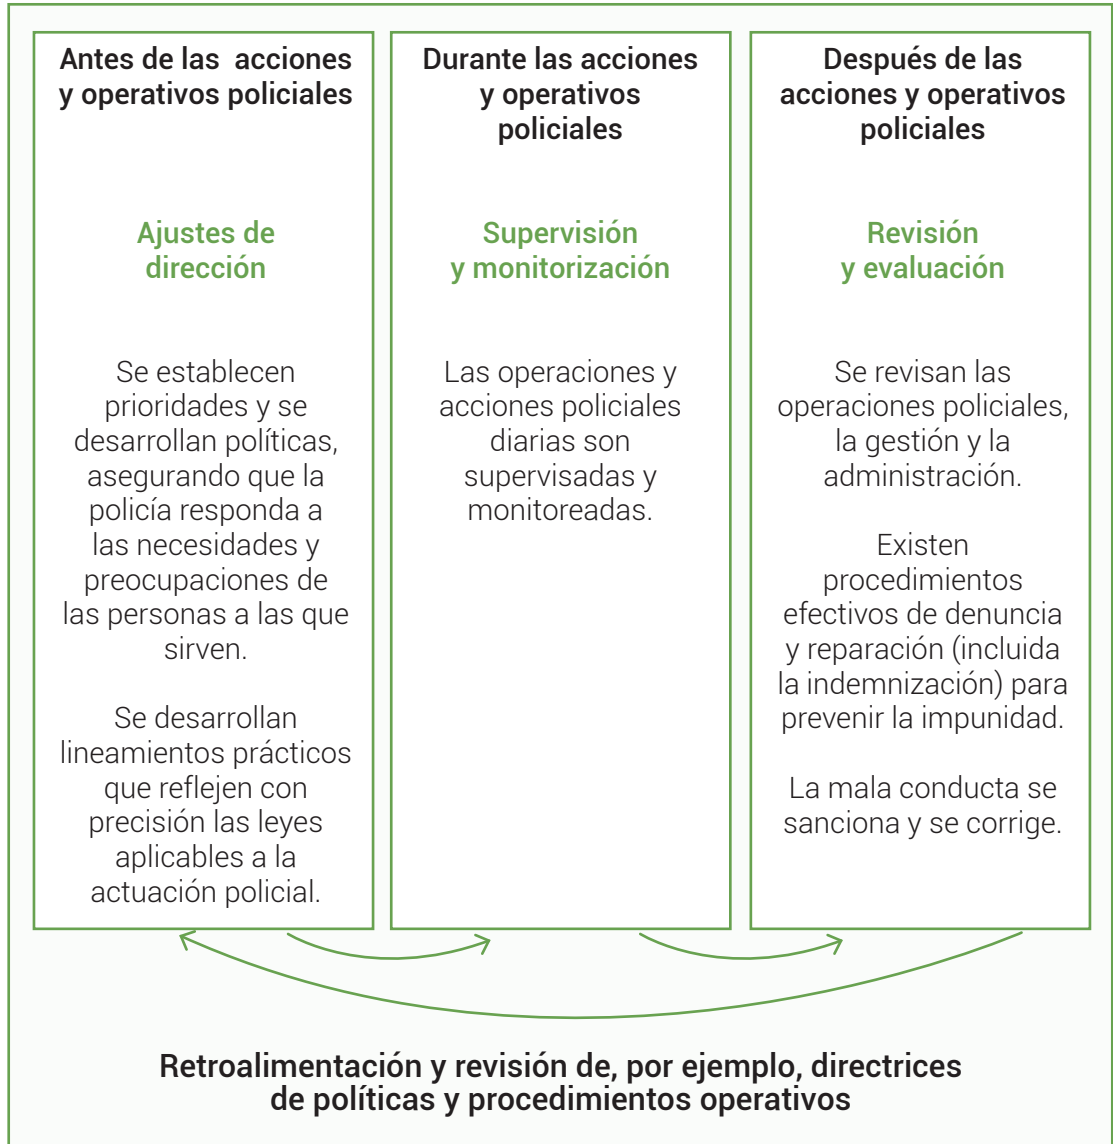 Antes de las acciones
y operativos policiales
Ajustes de
dirección
Se establecen
prioridades y se
desarrollan políticas,
asegurando que la
policía responda a
las necesidades y
preocupaciones de
las personas a las que
sirven.
Se desarrollan
lineamientos prácticos
que reflejen con
precisión las leyes
aplicables a la
actuación policial.
Durante las acciones
y operativos
policiales
Supervisión
y monitorización
Las operaciones y
acciones policiales
diarias son
supervisadas y
monitoreadas.
Después de las
acciones y operativos
policiales
Revisión
y evaluación
Se revisan las
operaciones policiales,
la gestión y la
administración.
Existen
procedimientos
efectivos de denuncia
y reparación (incluida
la indemnización) para
prevenir la impunidad.
La mala conducta se
sanciona y se corrige.
Retroalimentación y revisión de, por ejemplo, directrices
de políticas y procedimientos operativos